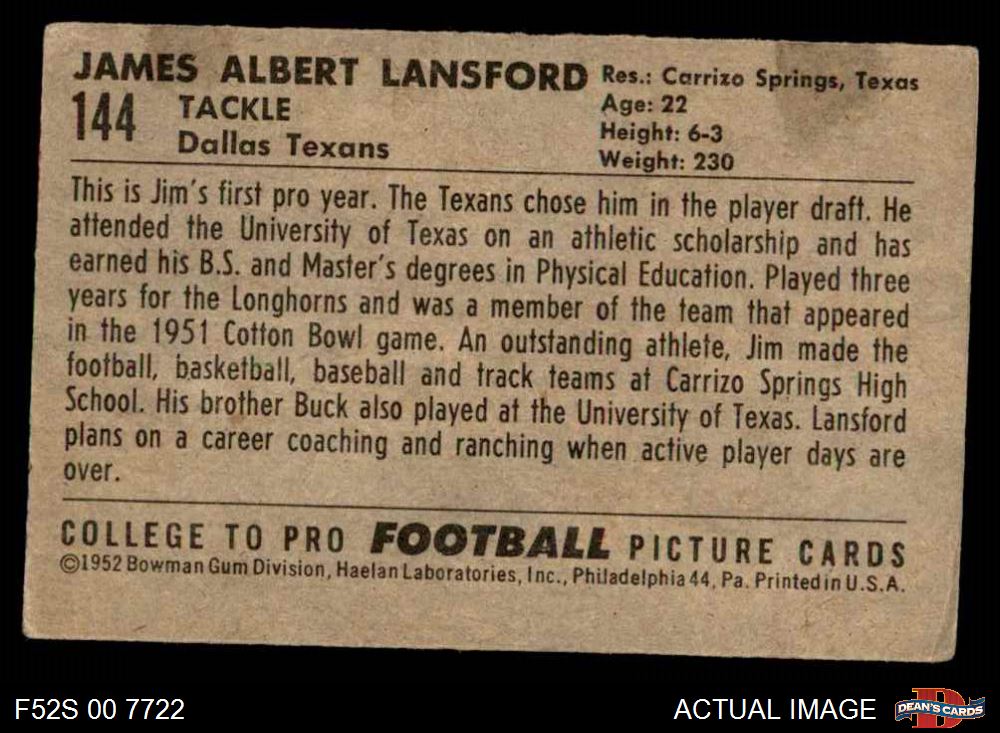 JAMES ALBERT LANSFORD
144 TACKLE
Dallas Texans
Res.: Carrizo Springs, Texas
Age: 22
Height: 6-3
Weight: 230
This is Jim's first pro year. The Texans chose him in the player draft. He
attended the University of Texas on an athletic scholarship and has
earned his B.S. and Master's degrees in Physical Education. Played three
years for the Longhorns and was a member of the team that appeared
in the 1951 Cotton Bowl game. An outstanding athlete, Jim made the
football, basketball, baseball and track teams at Carrizo Springs High
School. His brother Buck also played at the University of Texas. Lansford
plans on a career coaching and ranching when active player days are
over.
COLLEGE TO PRO FOOTBALL PICTURE CARDS
©1952 Bowman Gum Division, Haelan Laboratories, Inc., Philadelphia 44, Pa. Printed in U.S.A.
F52S 00 7722
ACTUAL IMAGE
D
DEAN'S CARDS